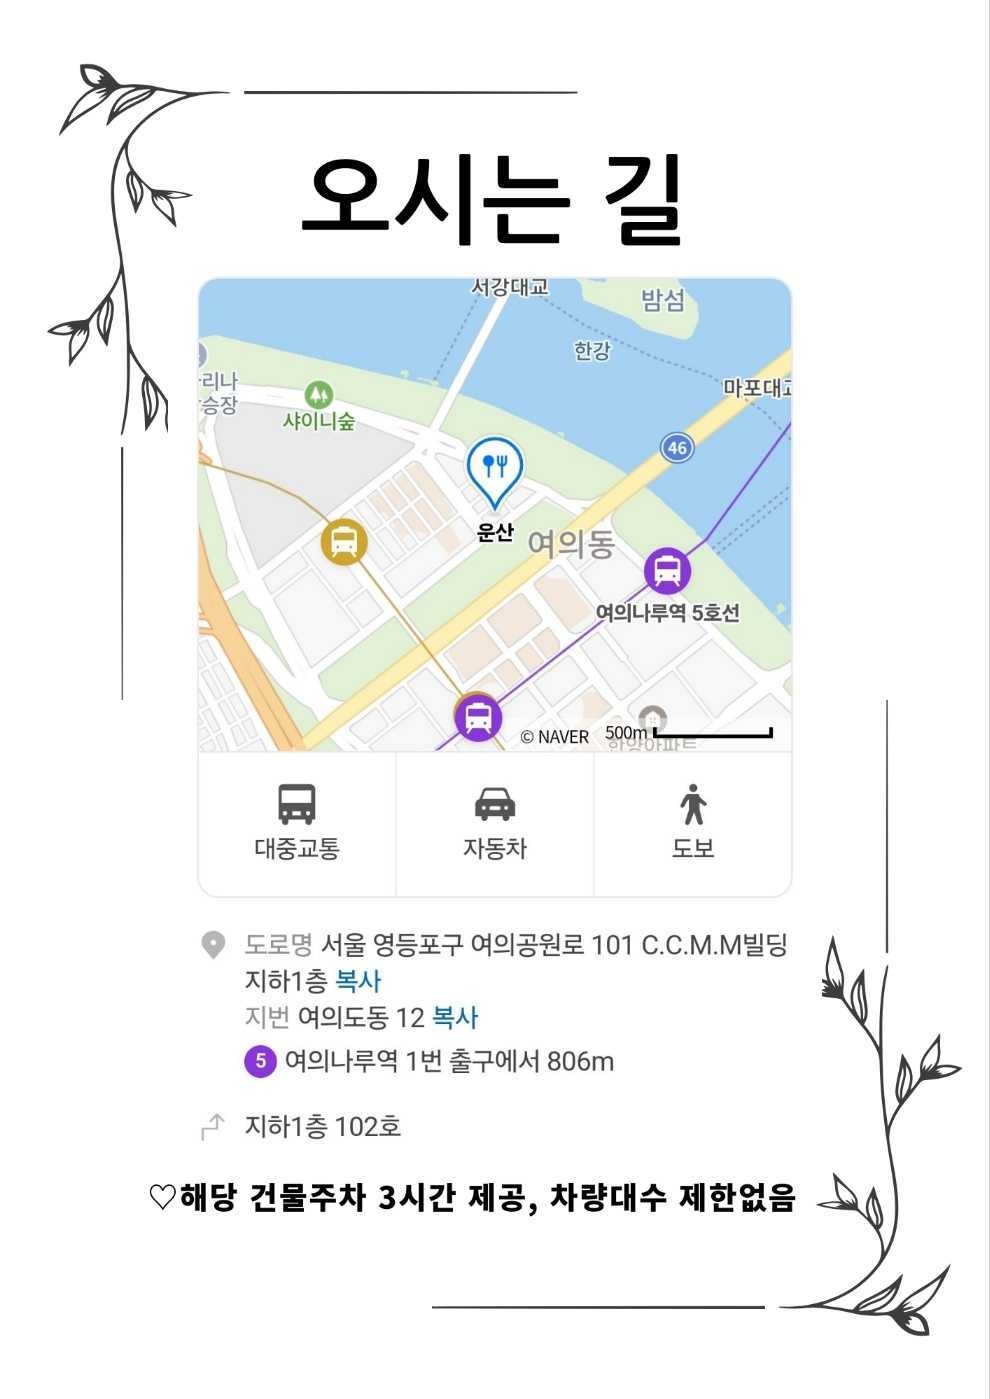 오시는 길
서강대교
밤섬
한강
리나
승장
마포대교
샤이니숲
46
운산
여의동
여의나루역 5호선
© NAVER
500m
한양아파트
대중교통
자동차
도보
도로명 서울 영등포구 여의공원로 101 C.C.M.M빌딩
지하1층 복사
지번 여의도동 12 복사
5 여의나루역 1번 출구에서 806m
지하1층 102호
♡해당 건물주차 3시간 제공, 차량대수 제한없음